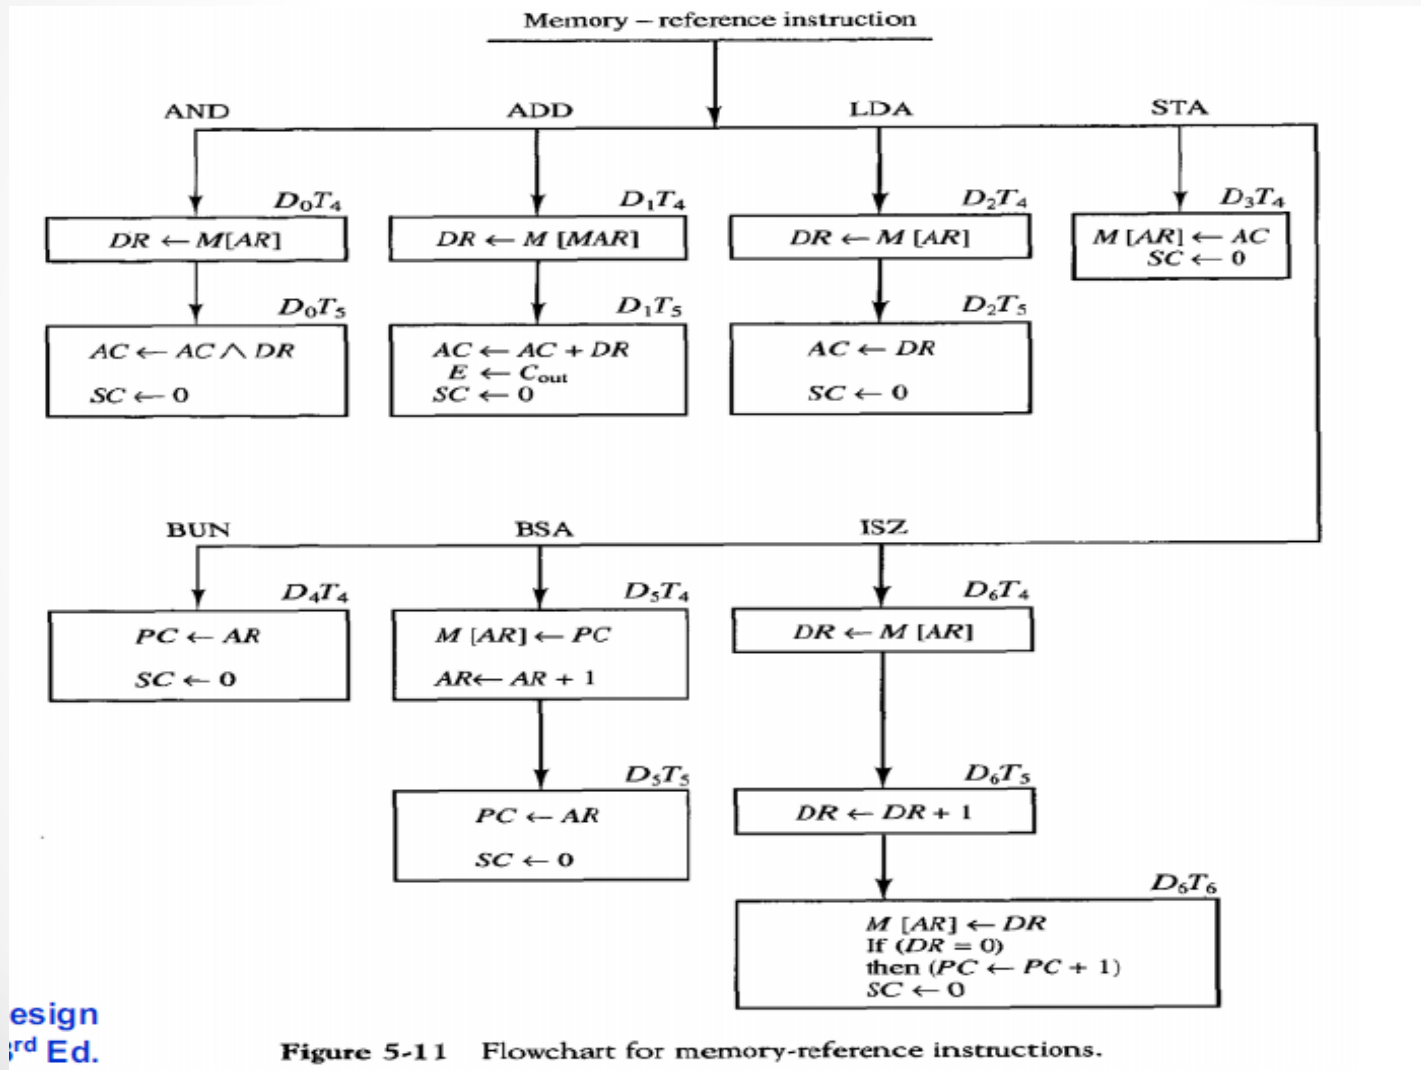 Memory – reference instruction
AND ADD LDA STA
D₀T₄ D₁T₄ D₂T₄ D₃T₄
DR ← M[AR]
DR ← M [MAR]
DR ← M [AR]
M [AR] ← AC
SC ← 0
D₀T₅ D₁T₅ D₂T₅
AC ← AC ∧ DR
SC ← 0
AC ← AC + DR
E ← Cout
SC ← 0
AC ← DR
SC ← 0
BUN BSA ISZ
D₄T₄ D₅T₄ D₆T₄
PC ← AR
SC ← 0
M [AR] ← PC
AR← AR + 1
DR ← M [AR]
D₅T₅ D₆T₅
PC ← AR
SC ← 0
DR ← DR + 1
D₆T₆
M [AR] ← DR
If (DR = 0)
then (PC ← PC + 1)
SC ← 0
esign
rd Ed.
Figure 5-11 Flowchart for memory-reference instructions.